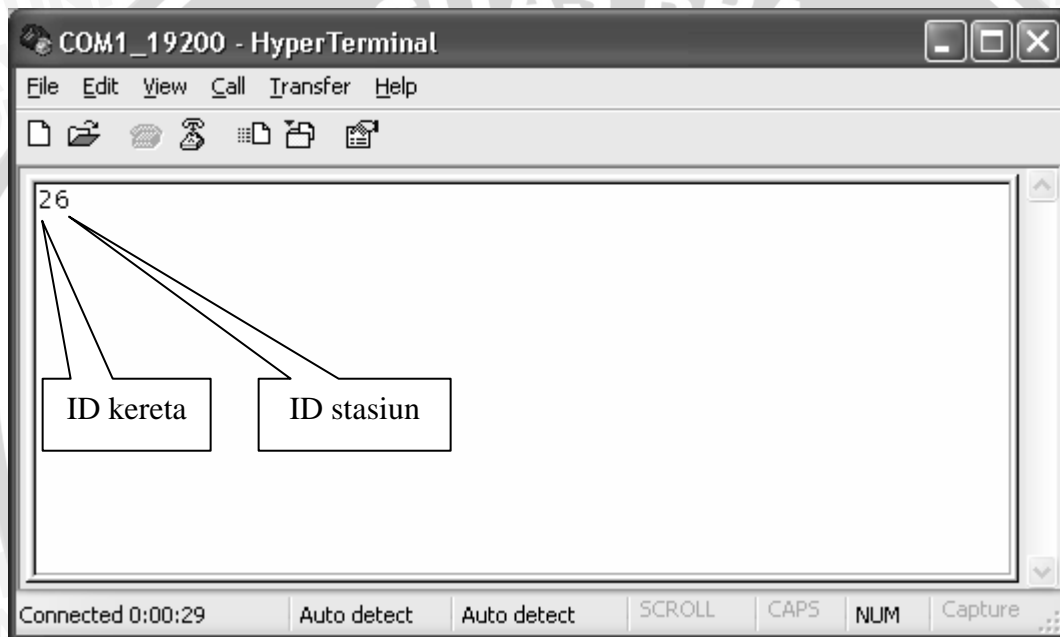 COM1_19200 - HyperTerminal
File Edit View Call Transfer Help
26
ID kereta ID stasiun
Connected 0:00:29 Auto detect Auto detect SCROLL CAPS NUM Capture